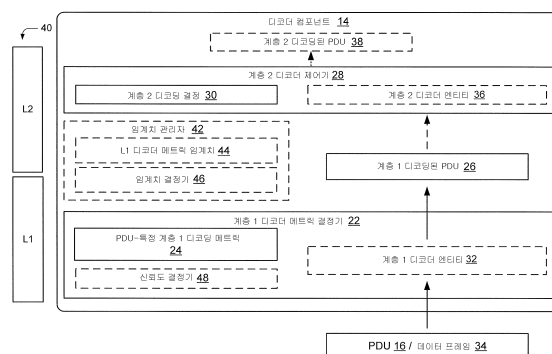 40
디코더 컴포넌트 14
계층 2 디코딩된 PDU 38
계층 2 디코더 제어기 28
계층 2 디코딩 결정 30
계층 2 디코더 엔티티 36
L2
임계치 관리자 42
L1 디코더 메트릭 임계치 44
임계치 결정기 46
계층 1 디코딩된 PDU 26
L1
계층 1 디코더 메트릭 결정기 22
PDU-특정 계층 1 디코딩 메트릭
24
계층 1 디코더 엔티티 32
신뢰도 결정기 48
PDU 16 / 데이터 프레임 34